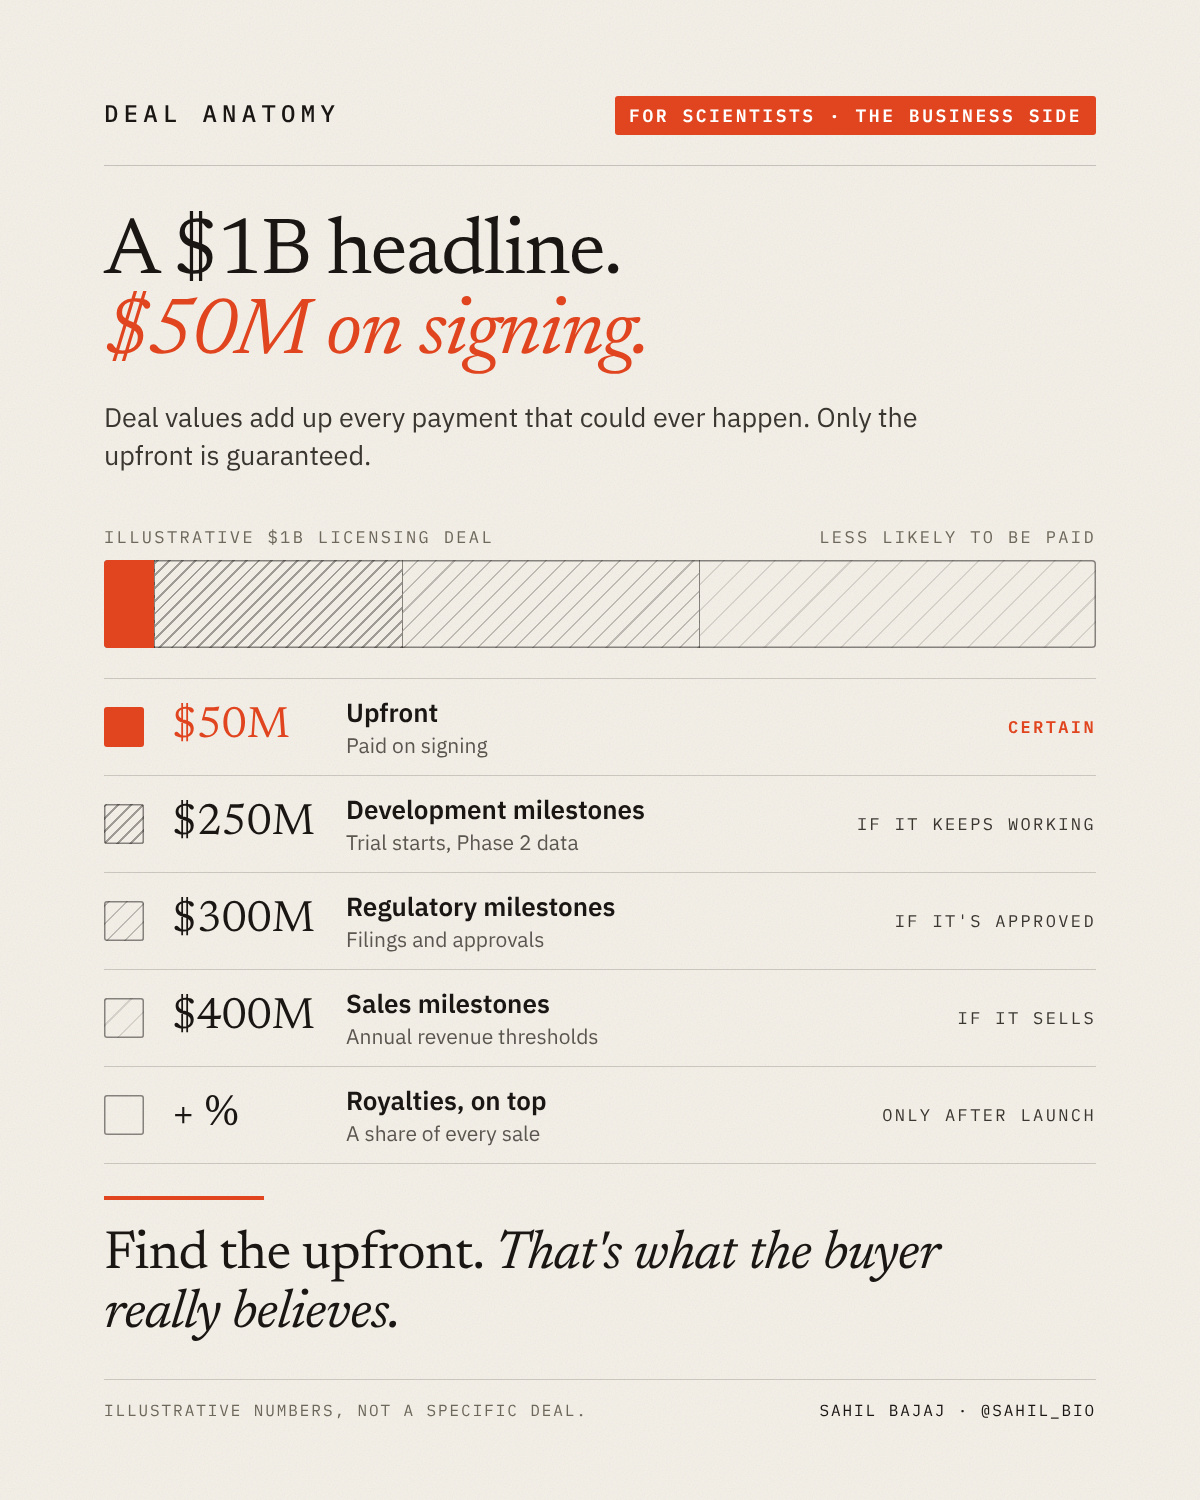 DEAL ANATOMY
FOR SCIENTISTS · THE BUSINESS SIDE
A $1B headline.
$50M on signing.
Deal values add up every payment that could ever happen. Only the
upfront is guaranteed.
ILLUSTRATIVE $1B LICENSING DEAL
LESS LIKELY TO BE PAID
$50M
Upfront
Paid on signing
CERTAIN
$250M
Development milestones
Trial starts, Phase 2 data
IF IT KEEPS WORKING
$300M
Regulatory milestones
Filings and approvals
IF IT'S APPROVED
$400M
Sales milestones
Annual revenue thresholds
IF IT SELLS
+ %
Royalties, on top
A share of every sale
ONLY AFTER LAUNCH
Find the upfront. That's what the buyer
really believes.
ILLUSTRATIVE NUMBERS, NOT A SPECIFIC DEAL.
SAHIL BAJAJ · @SAHIL_BIO